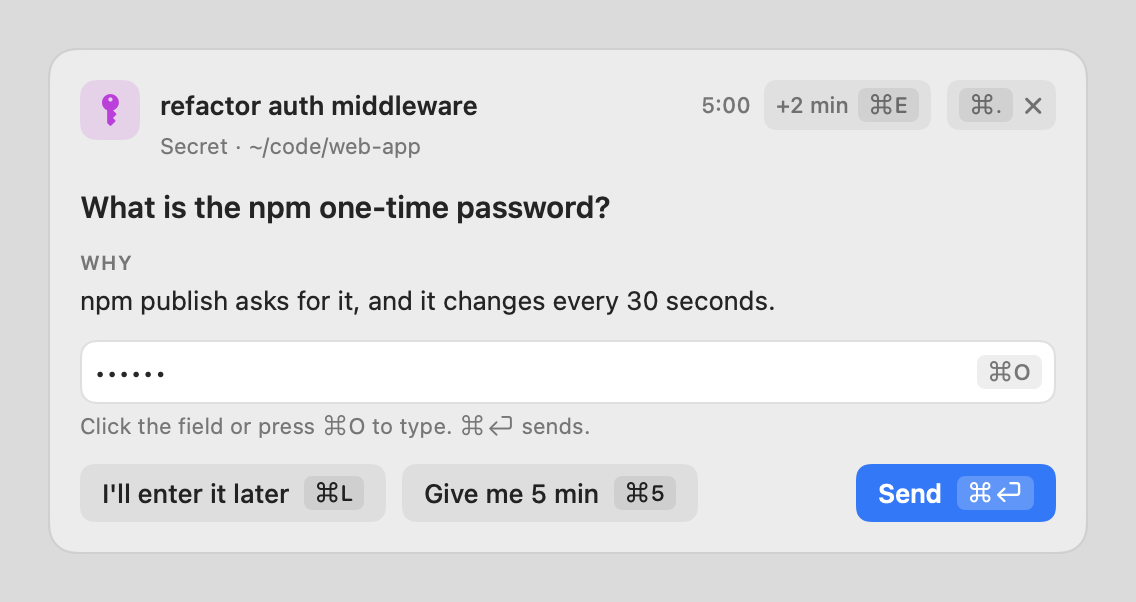 refactor auth middleware
5:00 +2 min ⌘E ⌘. ✕
Secret · ~/code/web-app
What is the npm one-time password?
WHY
npm publish asks for it, and it changes every 30 seconds.
•••••• ⌘O
Click the field or press ⌘O to type. ⌘⏎ sends.
I'll enter it later ⌘L Give me 5 min ⌘5 Send ⌘⏎